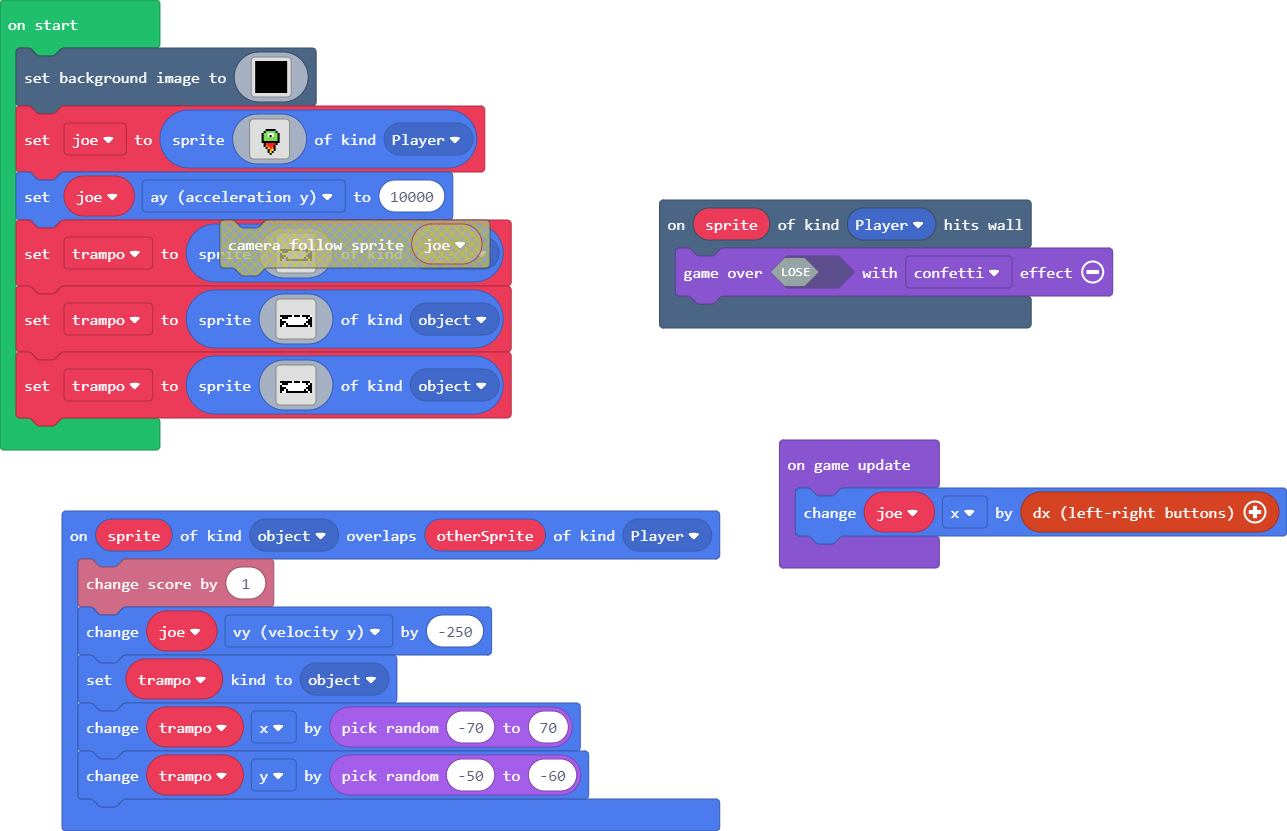 on start
set background image to
set joe to sprite of kind Player
set joe ay (acceleration y) to 10000
camera follow sprite joe
set trampo to spr of kind
set trampo to sprite of kind object
set trampo to sprite of kind object
on sprite of kind Player hits wall
game over LOSE with confetti effect
on game update
change joe x by dx (left-right buttons)
on sprite of kind object overlaps otherSprite of kind Player
change score by 1
change joe vy (velocity y) by -250
set trampo kind to object
change trampo x by pick random -70 to 70
change trampo y by pick random -50 to -60